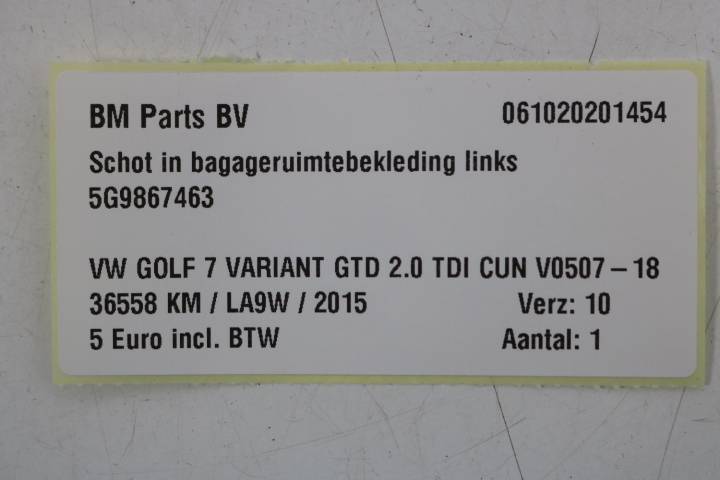 BM Parts BV 061020201454
Schot in bagageruimtebekleding links
5G9867463
VW GOLF 7 VARIANT GTD 2.0 TDI CUN V0507 – 18
36558 KM / LA9W / 2015 Verz: 10
5 Euro incl. BTW Aantal: 1